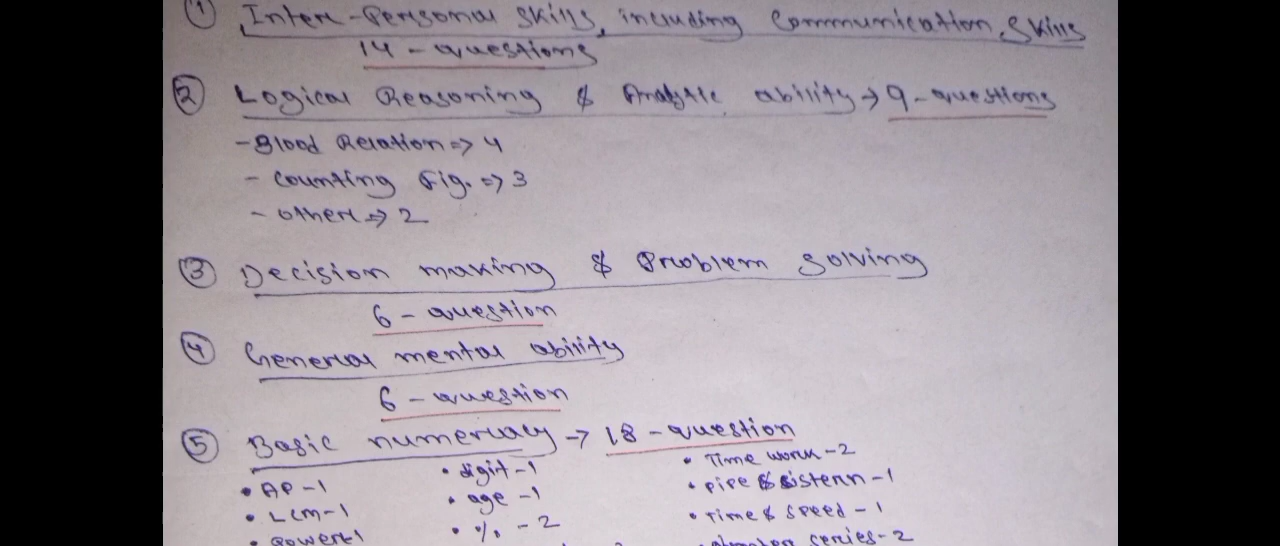 ① Inter-Personal Skills, including Communication Skills
14-questions
② Logical Reasoning & Analytic ability → 9-questions
- Blood Relation => 4
- Counting Fig. => 3
- other => 2
③ Decision making & Problem Solving
6-question
④ General mental ability
6-question
⑤ Basic numeracy → 18-question
• AP-1
• LCM-1
• Power-1
• digit-1
• age-1
• %-2
• Time work-2
• Pipe & sistern-1
• Time & speed-1
series-2